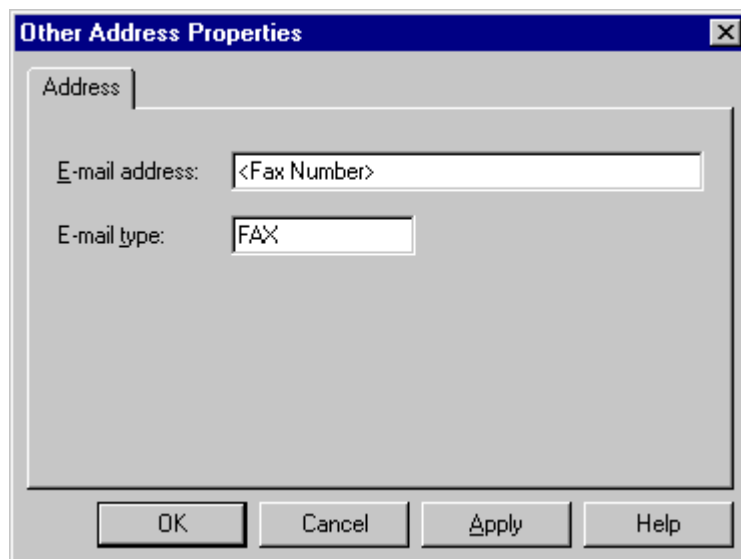 Other Address Properties
Address
E-mail address: <Fax Number>
E-mail type: FAX
OK Cancel Apply Help